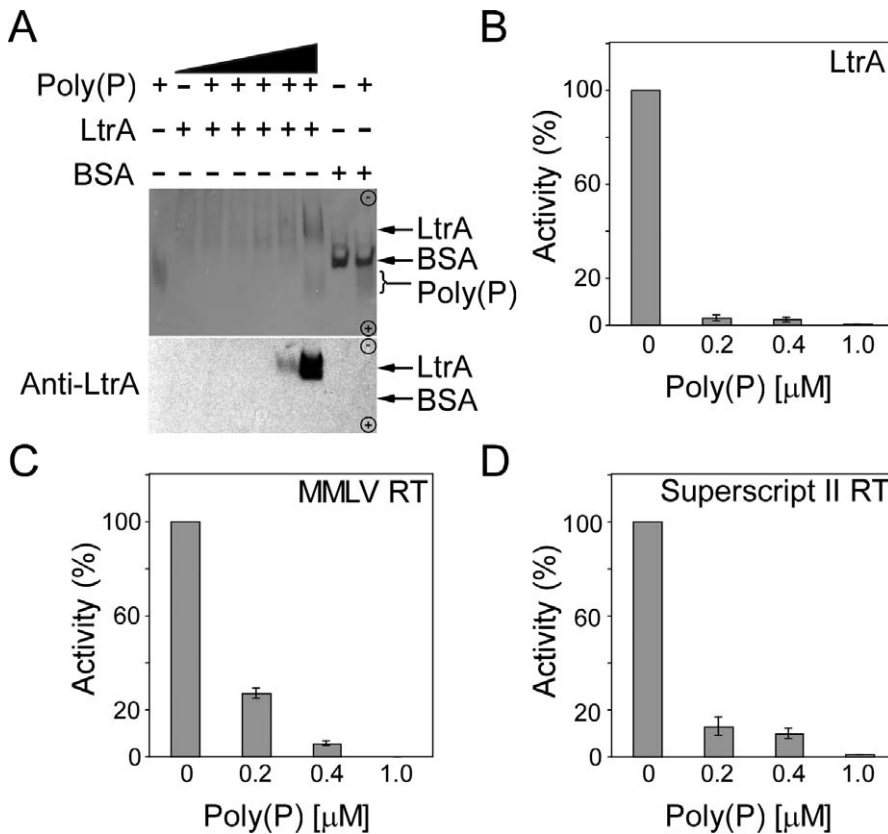 A
Poly(P) + - + + + + + - +
LtrA - + + + + + + - -
BSA - - - - - - - + +
-
LtrA
BSA
Poly(P)
+
-
Anti-LtrA
LtrA
BSA
+
B
LtrA
Activity (%)
100
60
20
0
0 0.2 0.4 1.0
Poly(P) [μM]
C
MMLV RT
Activity (%)
100
60
20
0
0 0.2 0.4 1.0
Poly(P) [μM]
D
Superscript II RT
Activity (%)
100
60
20
0
0 0.2 0.4 1.0
Poly(P) [μM]